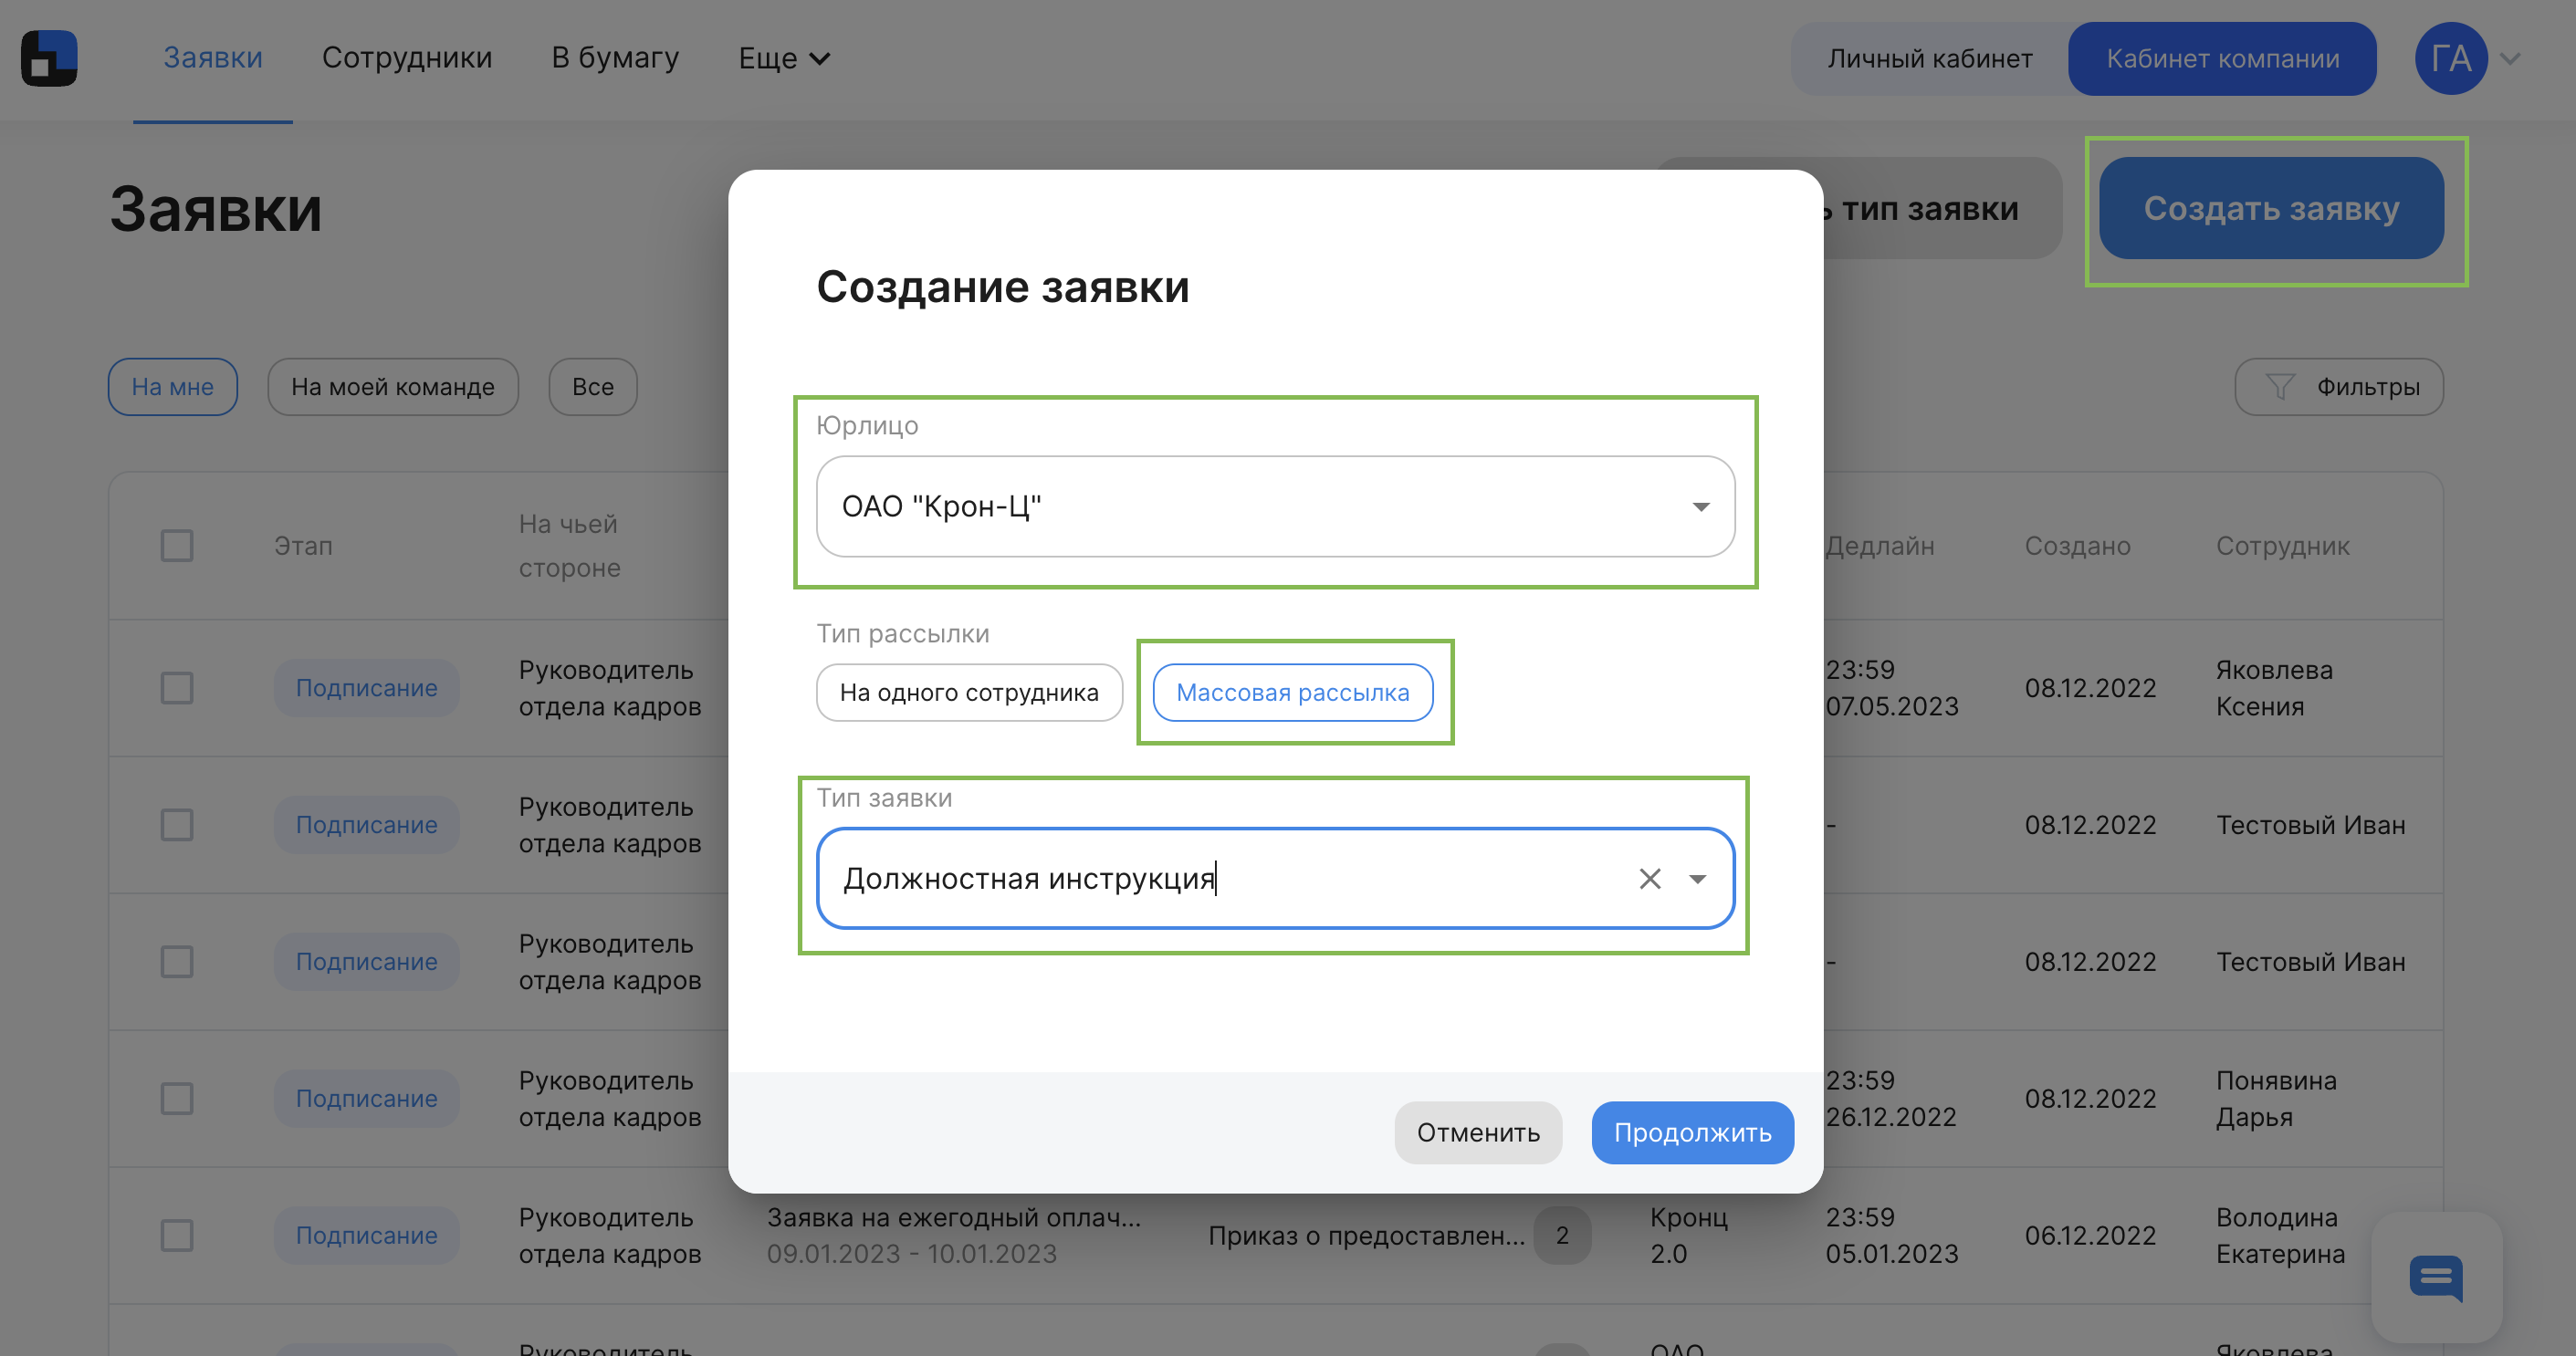 Заявки Сотрудники В бумагу Еще
Личный кабинет Кабинет компании ГА
Заявки
ь тип заявки Создать заявку
На мне На моей команде Все
Фильтры
Создание заявки
Юрлицо
ОАО "Крон-Ц"
Тип рассылки
На одного сотрудника Массовая рассылка
Тип заявки
Должностная инструкция
Отменить Продолжить
Этап На чьей Дедлайн Создано Сотрудник
стороне
Подписание Руководитель 23:59 08.12.2022 Яковлева
отдела кадров 07.05.2023 Ксения
Подписание Руководитель - 08.12.2022 Тестовый Иван
отдела кадров
Подписание Руководитель - 08.12.2022 Тестовый Иван
отдела кадров
Подписание Руководитель 23:59 08.12.2022 Понявина
отдела кадров 26.12.2022 Дарья
Подписание Руководитель Заявка на ежегодный оплач... Приказ о предоставлен... 2 Кронц 23:59 06.12.2022 Володина
отдела кадров 09.01.2023 - 10.01.2023 2.0 05.01.2023 Екатерина
Руководитель ОАО Яковлева